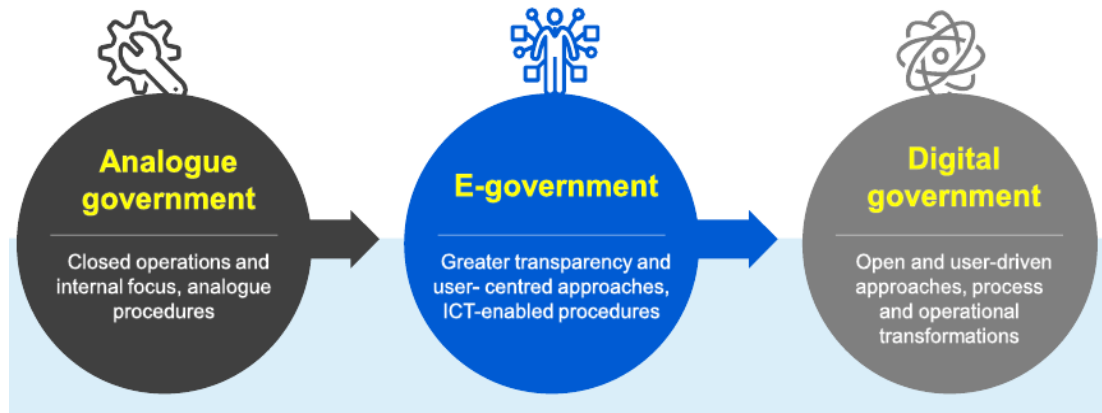 Analogue
government
Closed operations and
internal focus, analogue
procedures
E-government
Greater transparency and
user- centred approaches,
ICT-enabled procedures
Digital
government
Open and user-driven
approaches, process
and operational
transformations